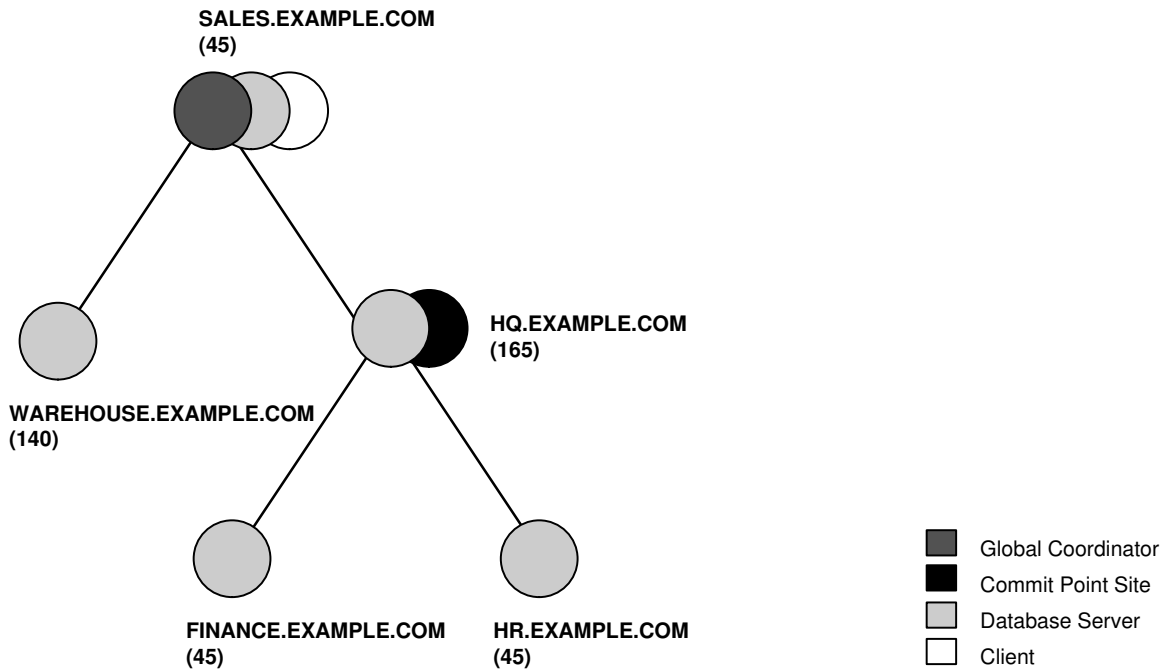 SALES.EXAMPLE.COM
(45)
HQ.EXAMPLE.COM
(165)
WAREHOUSE.EXAMPLE.COM
(140)
FINANCE.EXAMPLE.COM
(45)
HR.EXAMPLE.COM
(45)
Global Coordinator
Commit Point Site
Database Server
Client